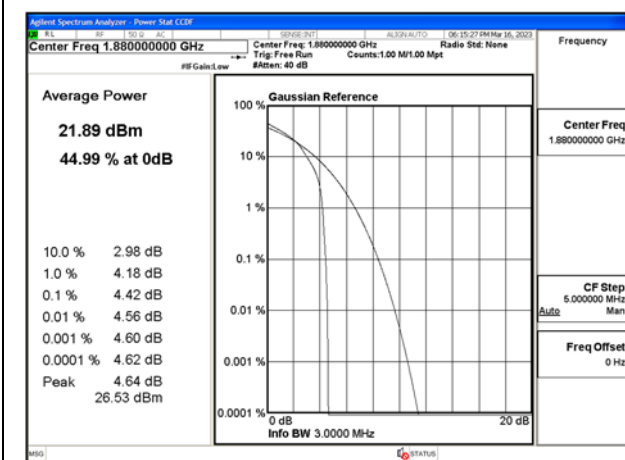 Agilent Spectrum Analyzer - Power Stat CCDF
RL RF 50 Ω AC SENSE:INT ALIGN AUTO 06:15:27 PM Mar 16, 2023
Center Freq 1.880000000 GHz
Center Freq: 1.880000000 GHz Radio Std: None
Trig: Free Run Counts:1.00 M/1.00 Mpt
#IFGain:Low #Atten: 40 dB
Frequency
Average Power
21.89 dBm
44.99 % at 0dB
10.0 % 2.98 dB
1.0 % 4.18 dB
0.1 % 4.42 dB
0.01 % 4.56 dB
0.001 % 4.60 dB
0.0001 % 4.62 dB
Peak 4.64 dB
26.53 dBm
Gaussian Reference
100 %
10 %
1 %
0.1 %
0.01 %
0.001 %
0.0001 %
0 dB 20 dB
Info BW 3.0000 MHz
Center Freq
1.880000000 GHz
CF Step
5.000000 MHz
Auto Man
Freq Offset
0 Hz
MSG STATUS